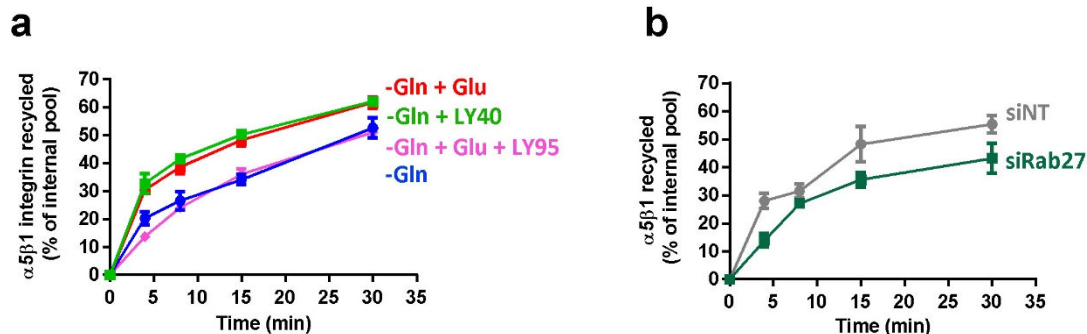 a
α5β1 integrin recycled
(% of internal pool)
70
60
50
40
30
20
10
0
0 5 10 15 20 25 30 35
Time (min)
-Gln + Glu
-Gln + LY40
-Gln + Glu + LY95
-Gln
b
α5β1 recycled
(% of internal pool)
70
60
50
40
30
20
10
0
0 5 10 15 20 25 30 35
Time (min)
siNT
siRab27